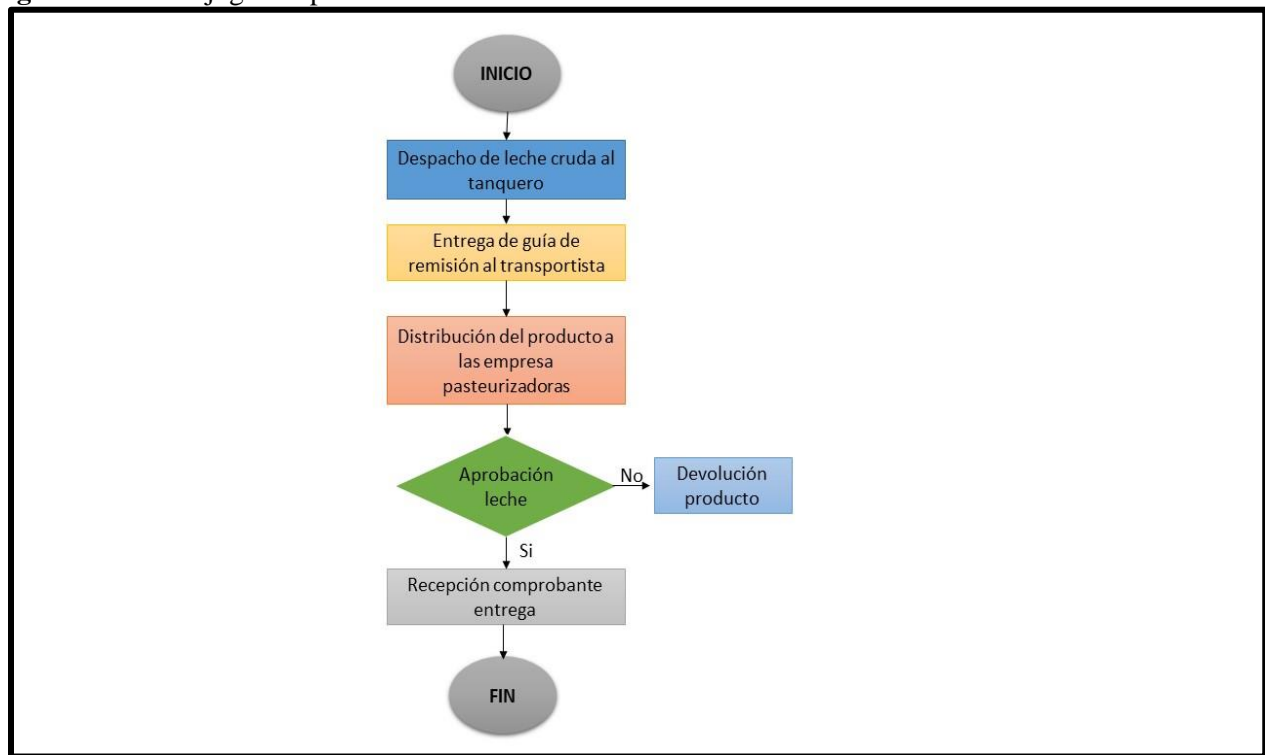 INICIO
Despacho de leche cruda al
tanquero
Entrega de guía de
remisión al transportista
Distribución del producto a
las empresa
pasteurizadoras
Aprobación
leche
No
Devolución
producto
Si
Recepción comprobante
entrega
FIN